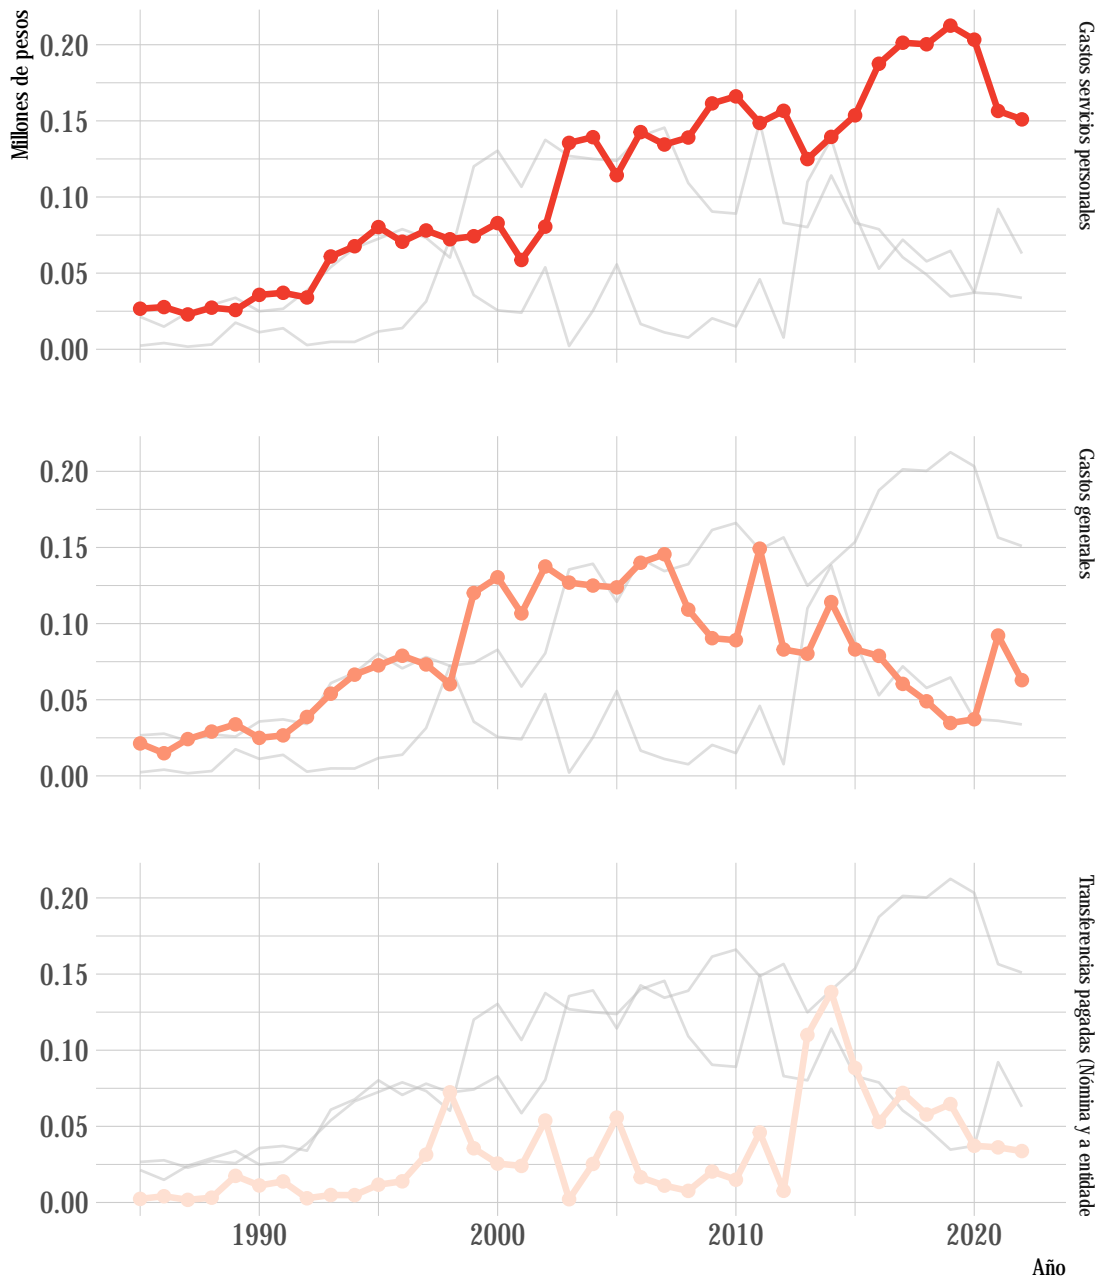 Millones de pesos
0.20
0.15
0.10
0.05
0.00
Gastos servicios personales
0.20
0.15
0.10
0.05
0.00
Gastos generales
0.20
0.15
0.10
0.05
0.00
Transferencias pagadas (Nómina y a entidade
1990 2000 2010 2020
Año